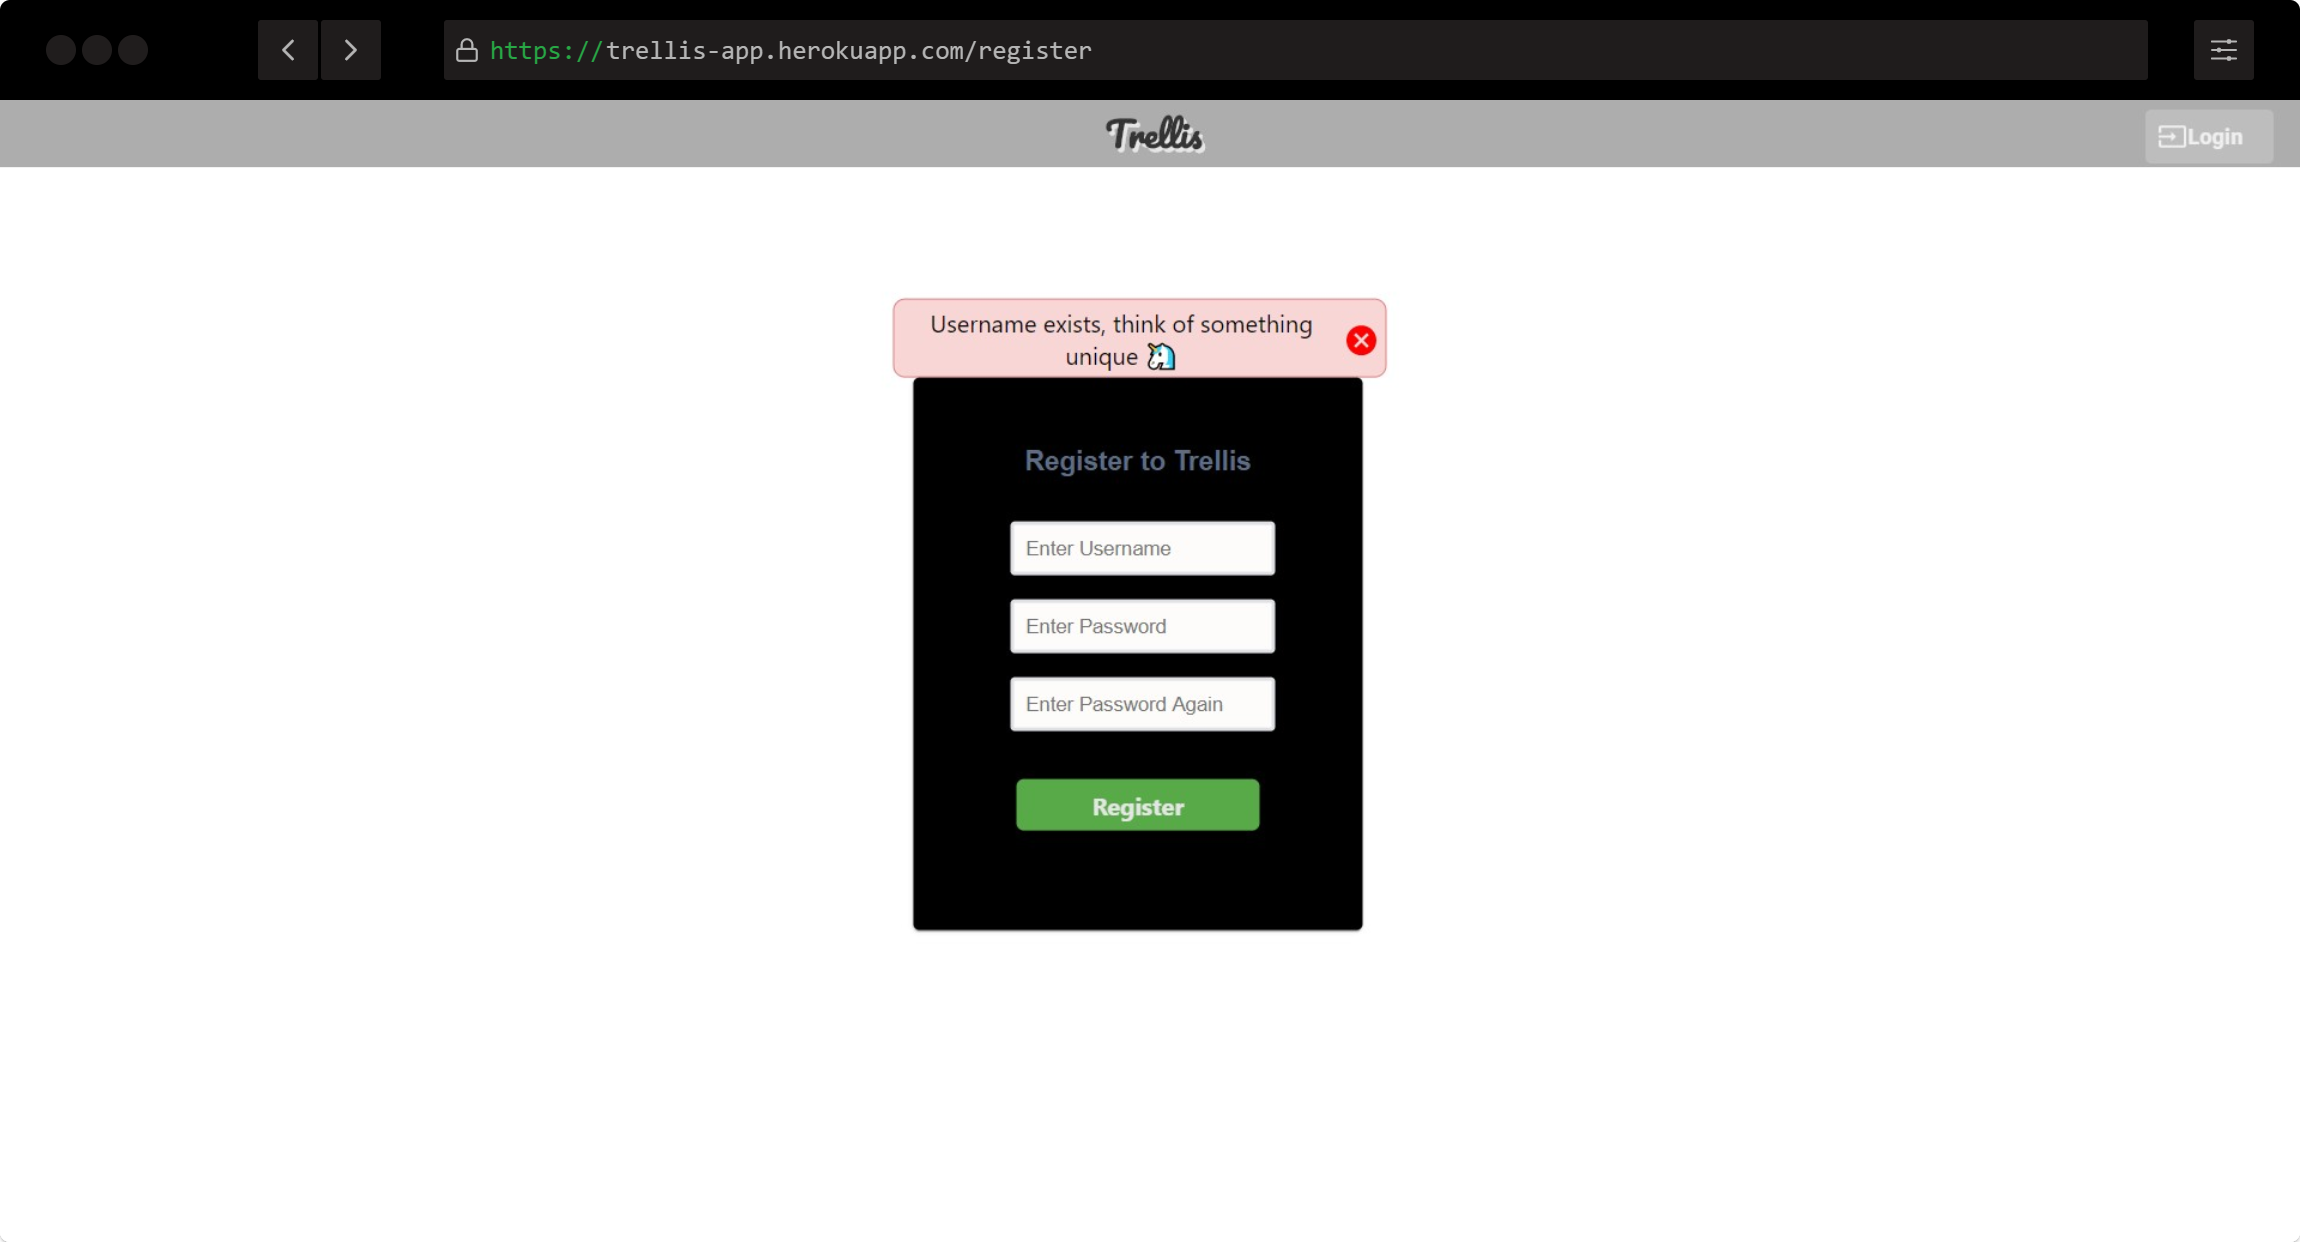 https://trellis-app.herokuapp.com/register
Trellis
Login
Username exists, think of something
unique 🦄
Register to Trellis
Enter Username
Enter Password
Enter Password Again
Register